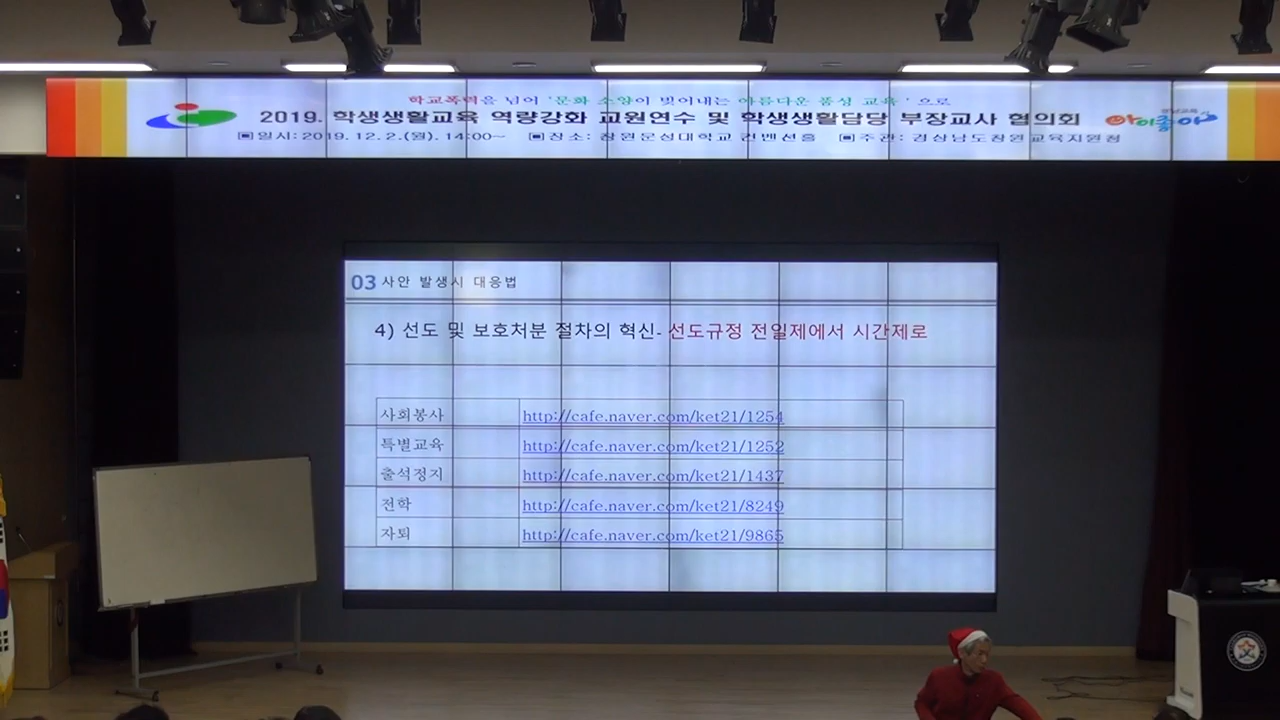 학교폭력을 넘어 '문화 소양이 빚어내는 아름다운 품성 교육' 으로
2019. 학생생활교육 역량강화 교원연수 및 학생생활담당 부장교사 협의회
아이좋아
▣일시: 2019. 12. 2.(월). 14:00~ ▣장소: 창원문성대학교 컨벤션홀 ▣주관: 경상남도창원교육지원청
03 사안 발생시 대응법
4) 선도 및 보호처분 절차의 혁신- 선도규정 전일제에서 시간제로
사회봉사 http://cafe.naver.com/ket21/1254
특별교육 http://cafe.naver.com/ket21/1252
출석정지 http://cafe.naver.com/ket21/1437
전학 http://cafe.naver.com/ket21/8249
자퇴 http://cafe.naver.com/ket21/9865